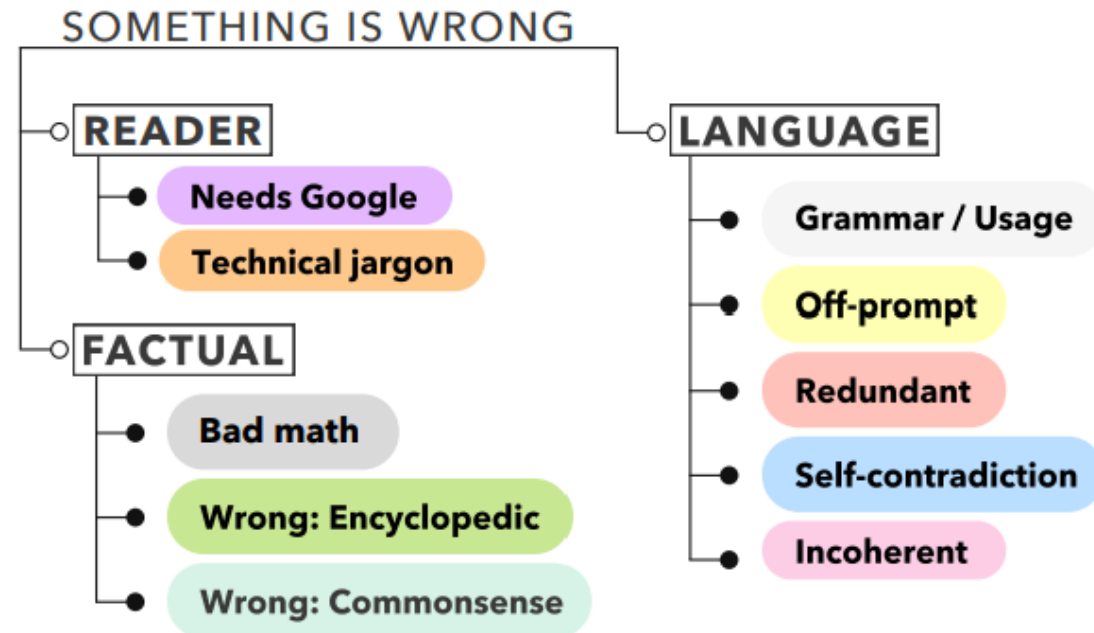 SOMETHING IS WRONG
READER
Needs Google
Technical jargon
FACTUAL
Bad math
Wrong: Encyclopedic
Wrong: Commonsense
LANGUAGE
Grammar / Usage
Off-prompt
Redundant
Self-contradiction
Incoherent